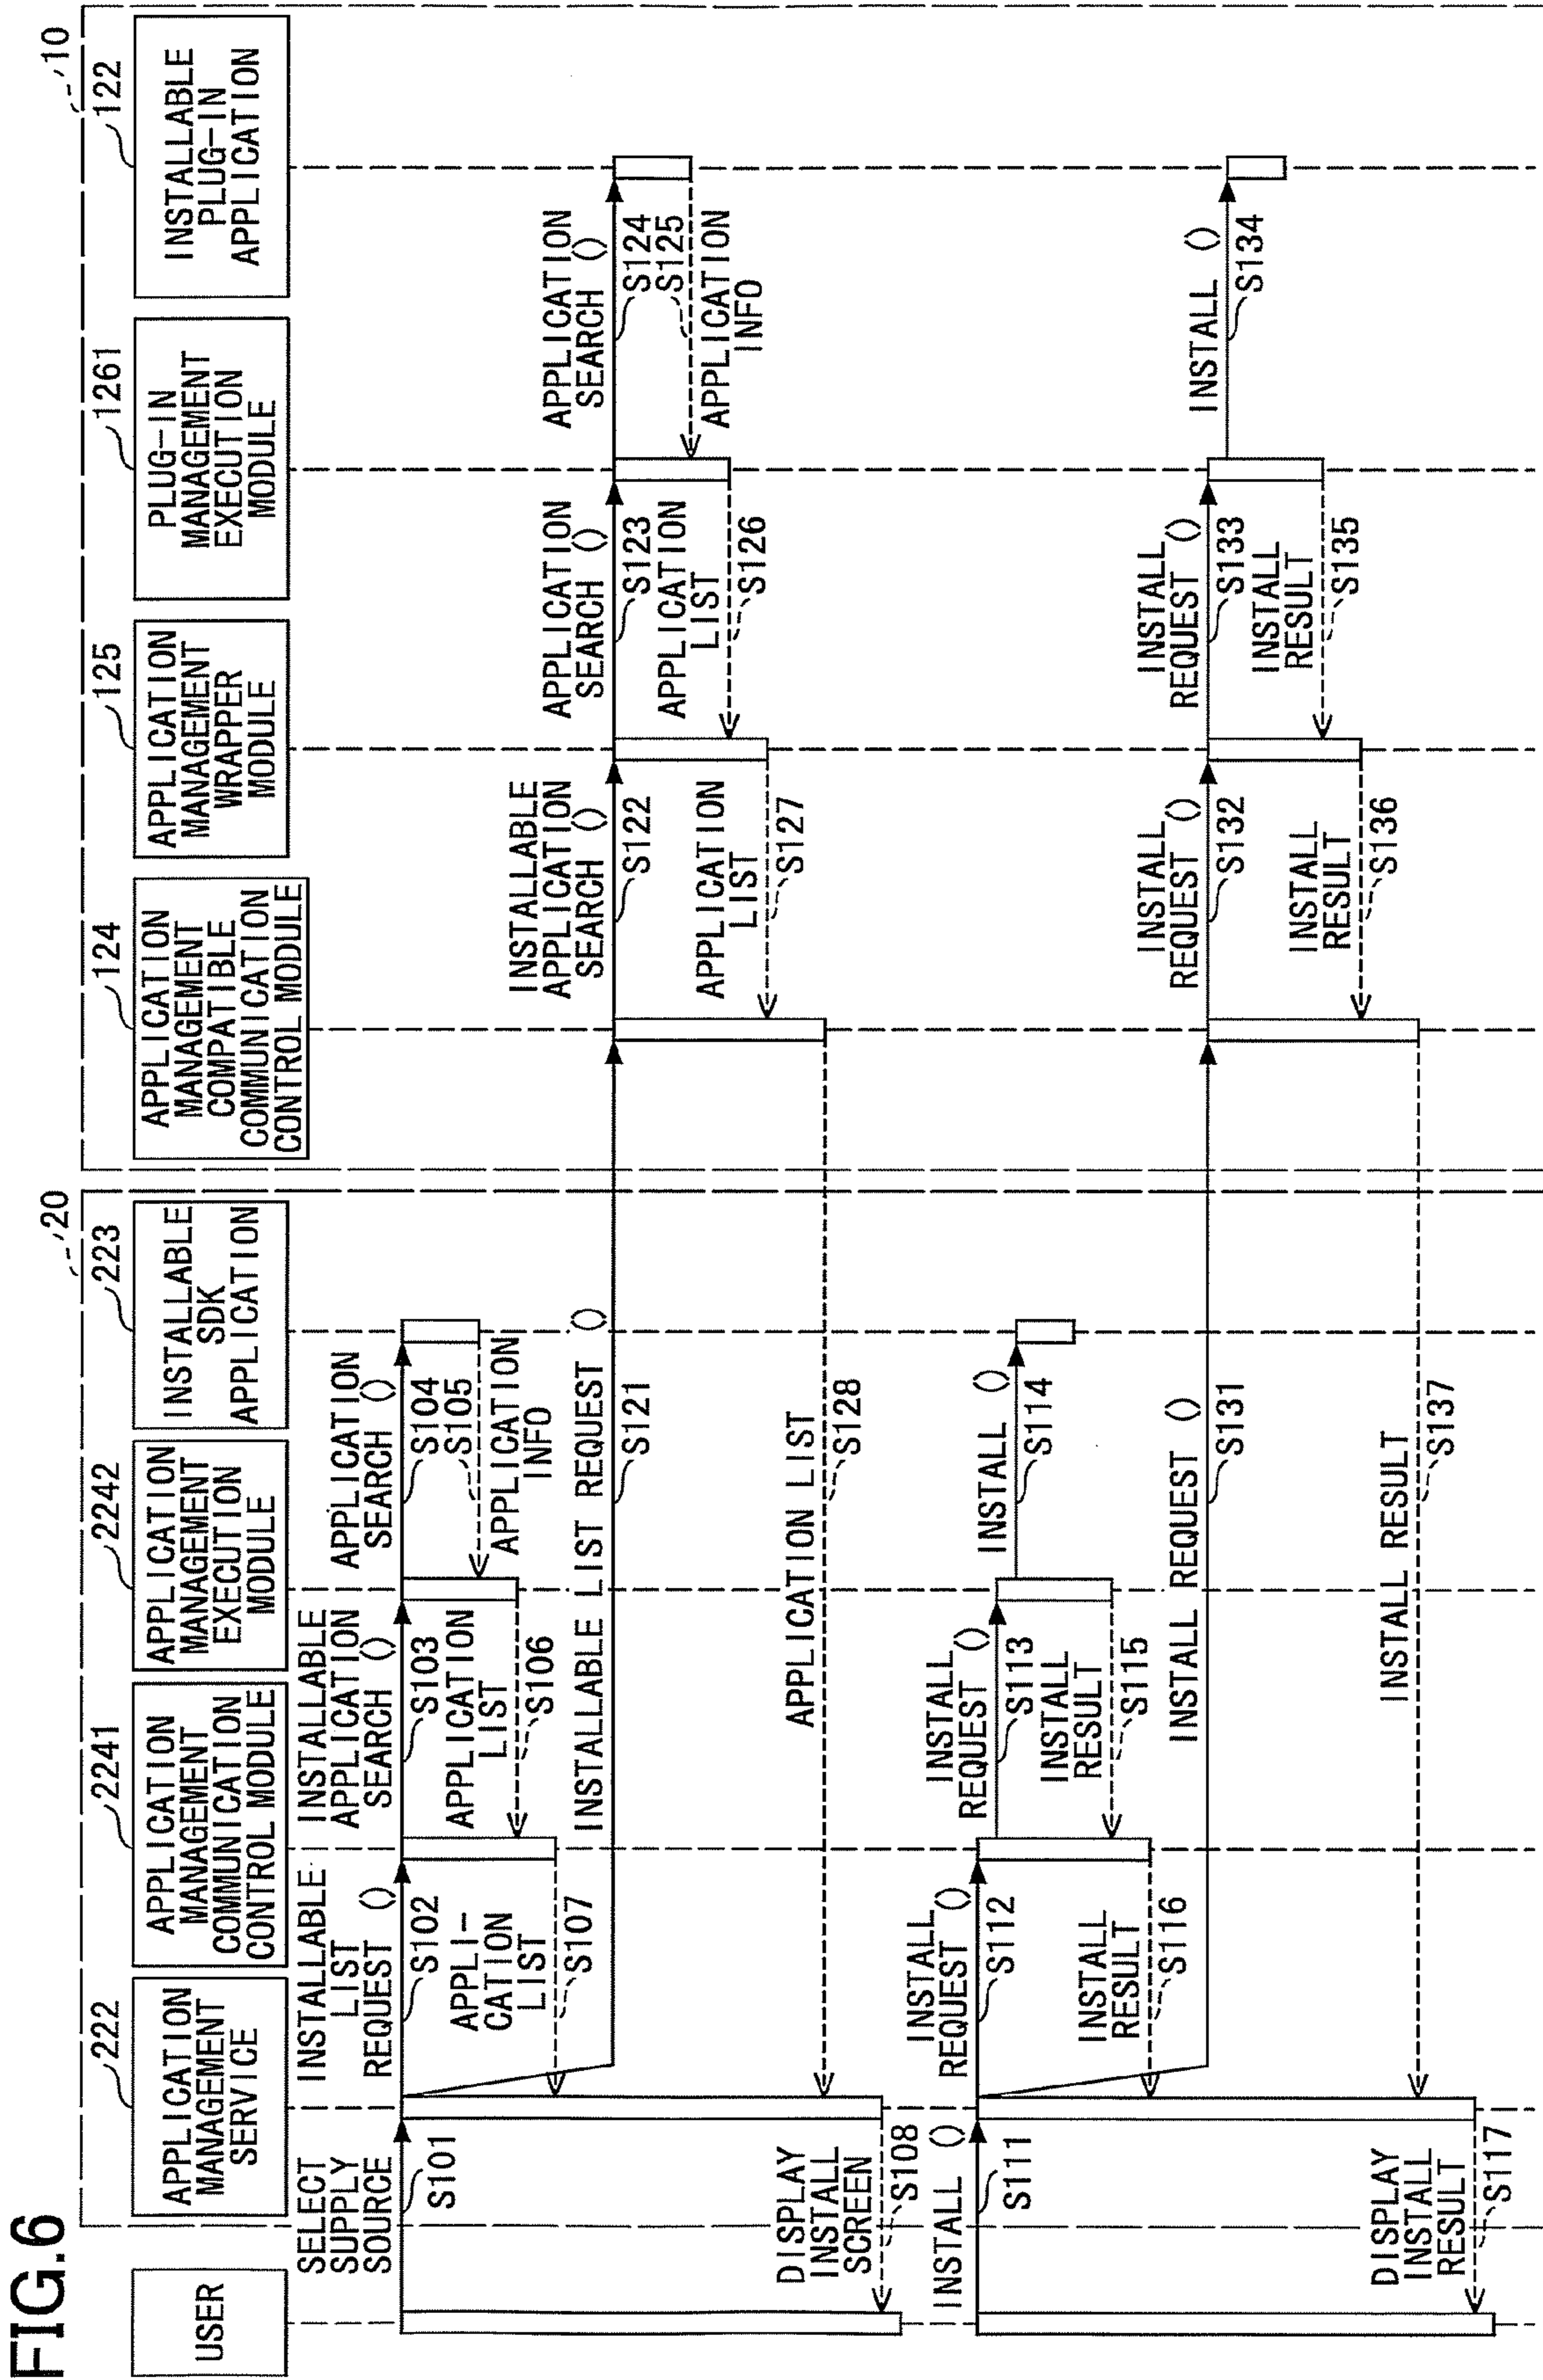 FIG.6
20
10
USER
222
APPLICATION
MANAGEMENT
SERVICE
2241
APPLICATION
MANAGEMENT
COMMUNICATION
CONTROL MODULE
2242
APPLICATION
MANAGEMENT
EXECUTION
MODULE
223
INSTALLABLE
SDK
APPLICATION
124
APPLICATION
MANAGEMENT
COMPATIBLE
COMMUNICATION
CONTROL MODULE
125
APPLICATION
MANAGEMENT
WRAPPER
MODULE
1261
PLUG-IN
MANAGEMENT
EXECUTION
MODULE
122
INSTALLABLE
PLUG-IN
APPLICATION
SELECT
SUPPLY
SOURCE
S101
INSTALLABLE
LIST
REQUEST ()
S102
INSTALLABLE
APPLICATION
SEARCH ()
S103
APPLICATION
SEARCH ()
S104
S105
APPLICATION
INFO
APPLICATION
LIST
S106
APPLI-
CATION
LIST
S107
INSTALLABLE LIST REQUEST ()
S121
INSTALLABLE
APPLICATION
SEARCH ()
S122
APPLICATION
SEARCH ()
S123
APPLICATION
SEARCH ()
S124
S125
APPLICATION
INFO
APPLICATION
LIST
S126
APPLICATION
LIST
S127
APPLICATION LIST
S128
DISPLAY
INSTALL
SCREEN
S108
INSTALL ()
S111
INSTALL
REQUEST ()
S112
INSTALL
REQUEST ()
S113
INSTALL ()
S114
INSTALL
RESULT
S115
INSTALL
RESULT
S116
INSTALL REQUEST ()
S131
INSTALL
REQUEST ()
S132
INSTALL
REQUEST ()
S133
INSTALL ()
S134
INSTALL
RESULT
S135
INSTALL
RESULT
S136
INSTALL RESULT
S137
DISPLAY
INSTALL
RESULT
S117